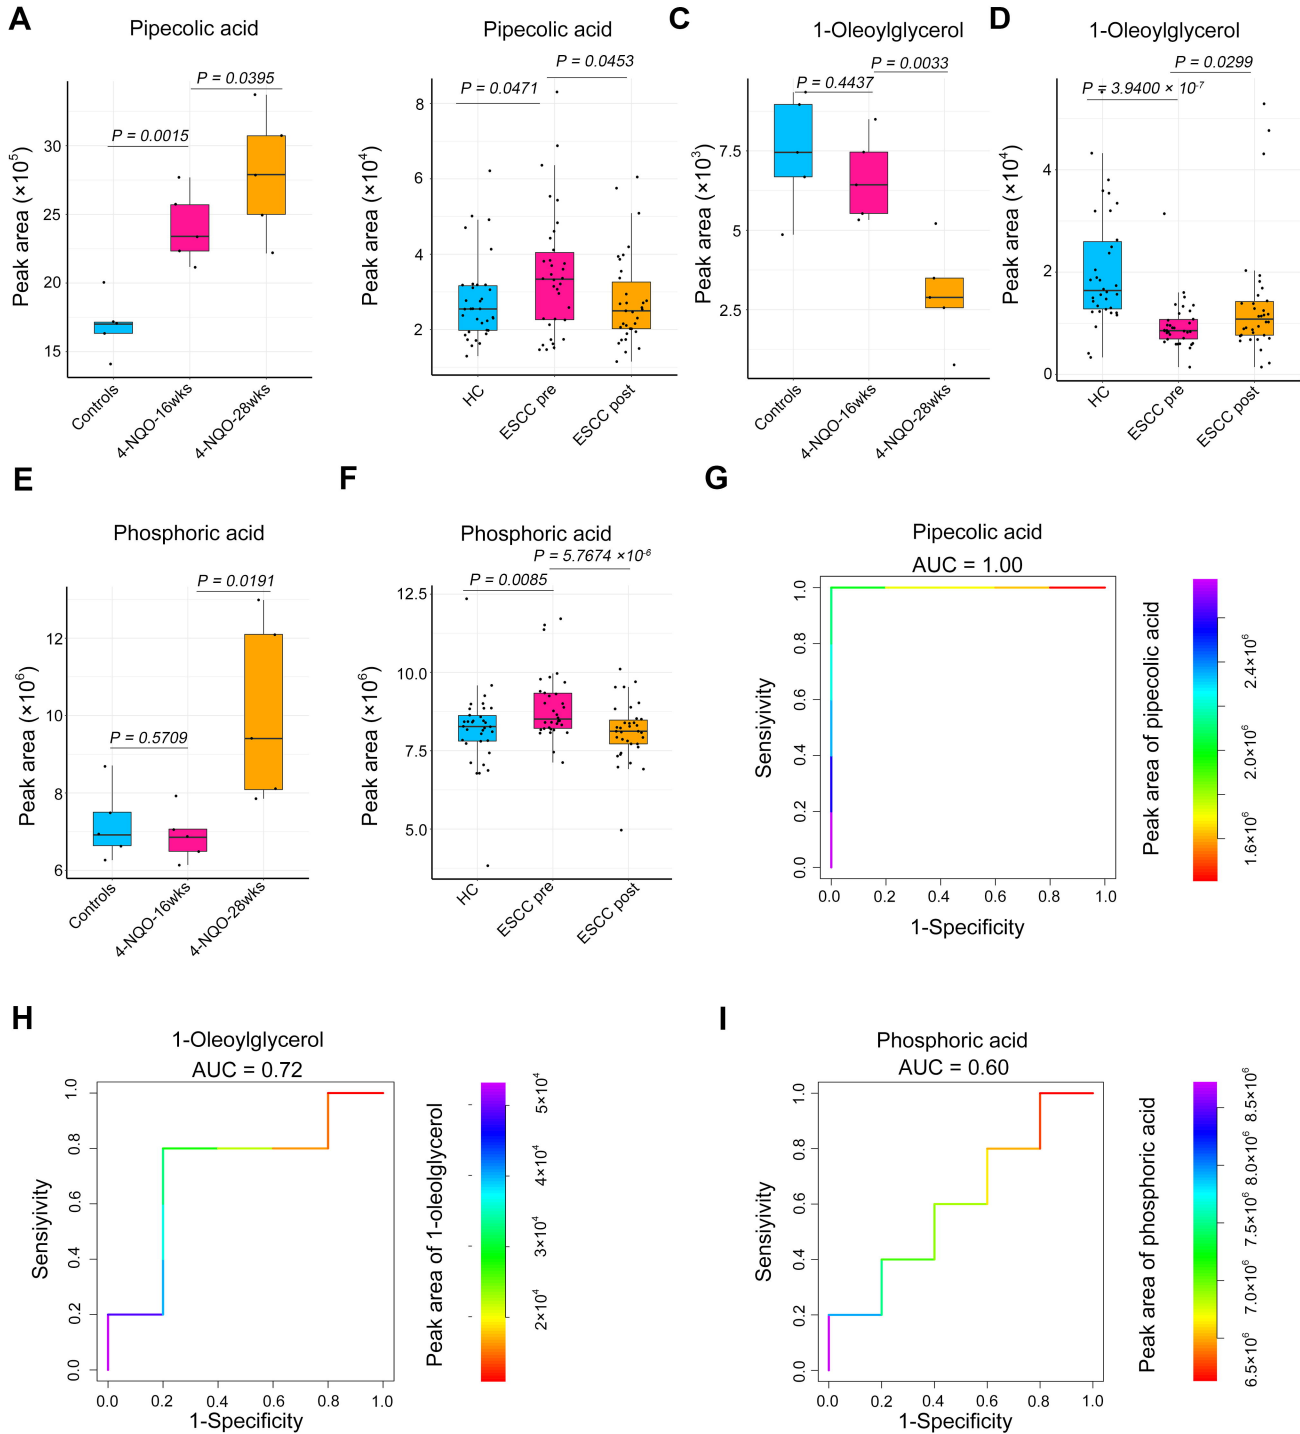 A
Pipecolic acid
P = 0.0395
P = 0.0015
Peak area (×10⁵)
30
25
20
15
Controls
4-NQO-16wks
4-NQO-28wks
Pipecolic acid
P = 0.0453
P = 0.0471
Peak area (×10⁴)
8
6
4
2
HC
ESCC pre
ESCC post
C
1-Oleoylglycerol
P = 0.0033
P = 0.4437
Peak area (×10³)
7.5
5
2.5
Controls
4-NQO-16wks
4-NQO-28wks
D
1-Oleoylglycerol
P = 0.0299
P = 3.9400 × 10⁻⁷
Peak area (×10⁴)
4
2
0
HC
ESCC pre
ESCC post
E
Phosphoric acid
P = 0.0191
P = 0.5709
Peak area (×10⁶)
12
10
8
6
Controls
4-NQO-16wks
4-NQO-28wks
F
Phosphoric acid
P = 5.7674 ×10⁻⁶
P = 0.0085
Peak area (×10⁶)
12.5
10.0
7.5
5.0
HC
ESCC pre
ESCC post
G
Pipecolic acid
AUC = 1.00
Sensiyivity
1.0
0.8
0.6
0.4
0.2
0.0
0.0 0.2 0.4 0.6 0.8 1.0
1-Specificity
Peak area of pipecolic acid
2.4×10⁶
2.0×10⁶
1.6×10⁶
H
1-Oleoylglycerol
AUC = 0.72
Sensiyivity
1.0
0.8
0.6
0.4
0.2
0.0
0.0 0.2 0.4 0.6 0.8 1.0
1-Specificity
Peak area of 1-oleolglycerol
5×10⁴
4×10⁴
3×10⁴
2×10⁴
I
Phosphoric acid
AUC = 0.60
Sensiyivity
1.0
0.8
0.6
0.4
0.2
0.0
0.0 0.2 0.4 0.6 0.8 1.0
1-Specificity
Peak area of phosphoric acid
8.5×10⁶
8.0×10⁶
7.5×10⁶
7.0×10⁶
6.5×10⁶